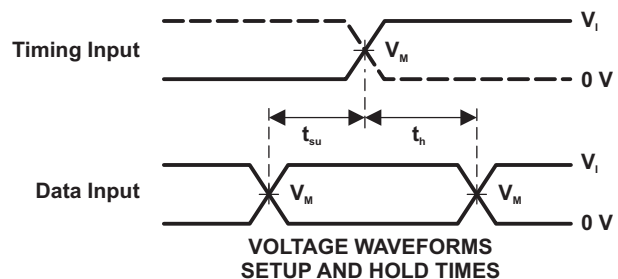 V_I
Timing Input
V_M
0 V
t_su t_h
V_I
Data Input
V_M V_M
0 V
VOLTAGE WAVEFORMS
SETUP AND HOLD TIMES